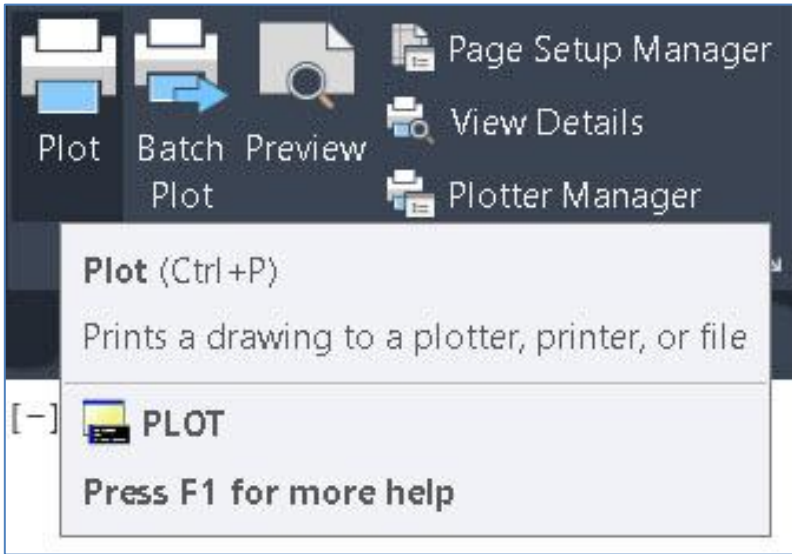 Plot
Batch
Plot
Preview
Page Setup Manager
View Details
Plotter Manager
Plot (Ctrl+P)
Prints a drawing to a plotter, printer, or file
[-]
PLOT
Press F1 for more help